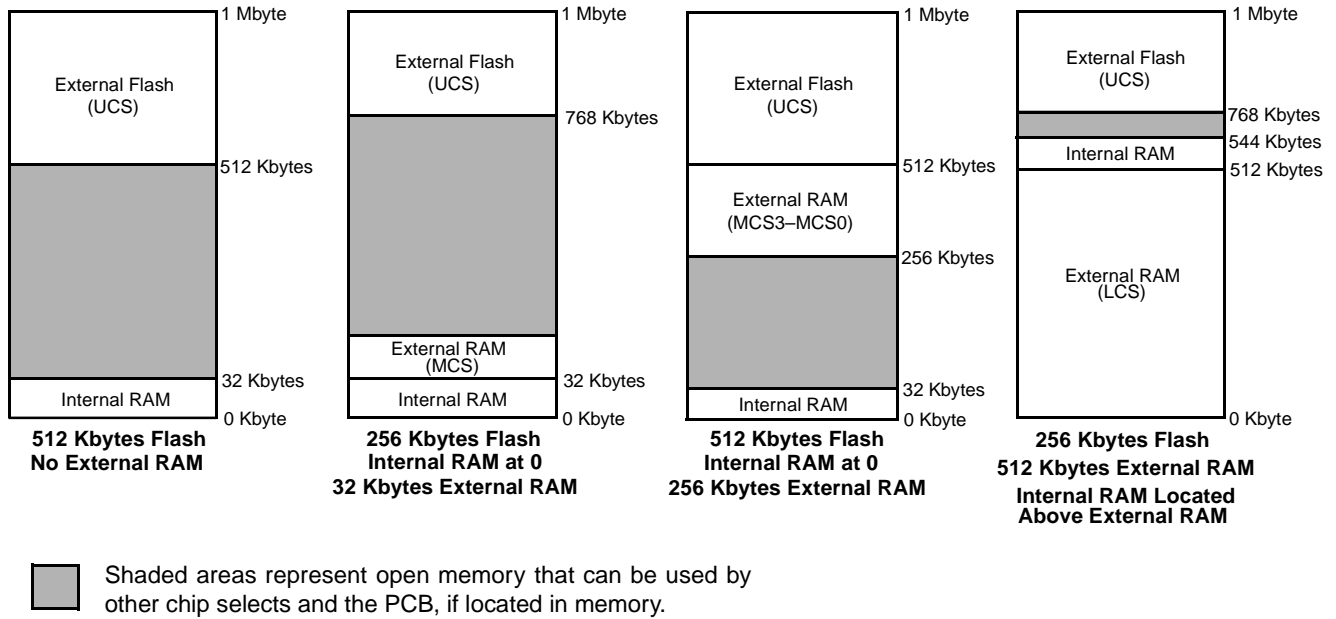 1 Mbyte
External Flash
(UCS)
512 Kbytes
32 Kbytes
Internal RAM
0 Kbyte
512 Kbytes Flash
No External RAM
1 Mbyte
External Flash
(UCS)
768 Kbytes
External RAM
(MCS)
32 Kbytes
Internal RAM
0 Kbyte
256 Kbytes Flash
Internal RAM at 0
32 Kbytes External RAM
1 Mbyte
External Flash
(UCS)
512 Kbytes
External RAM
(MCS3–MCS0)
256 Kbytes
32 Kbytes
Internal RAM
0 Kbyte
512 Kbytes Flash
Internal RAM at 0
256 Kbytes External RAM
1 Mbyte
External Flash
(UCS)
768 Kbytes
544 Kbytes
Internal RAM
512 Kbytes
External RAM
(LCS)
0 Kbyte
256 Kbytes Flash
512 Kbytes External RAM
Internal RAM Located
Above External RAM
Shaded areas represent open memory that can be used by
other chip selects and the PCB, if located in memory.